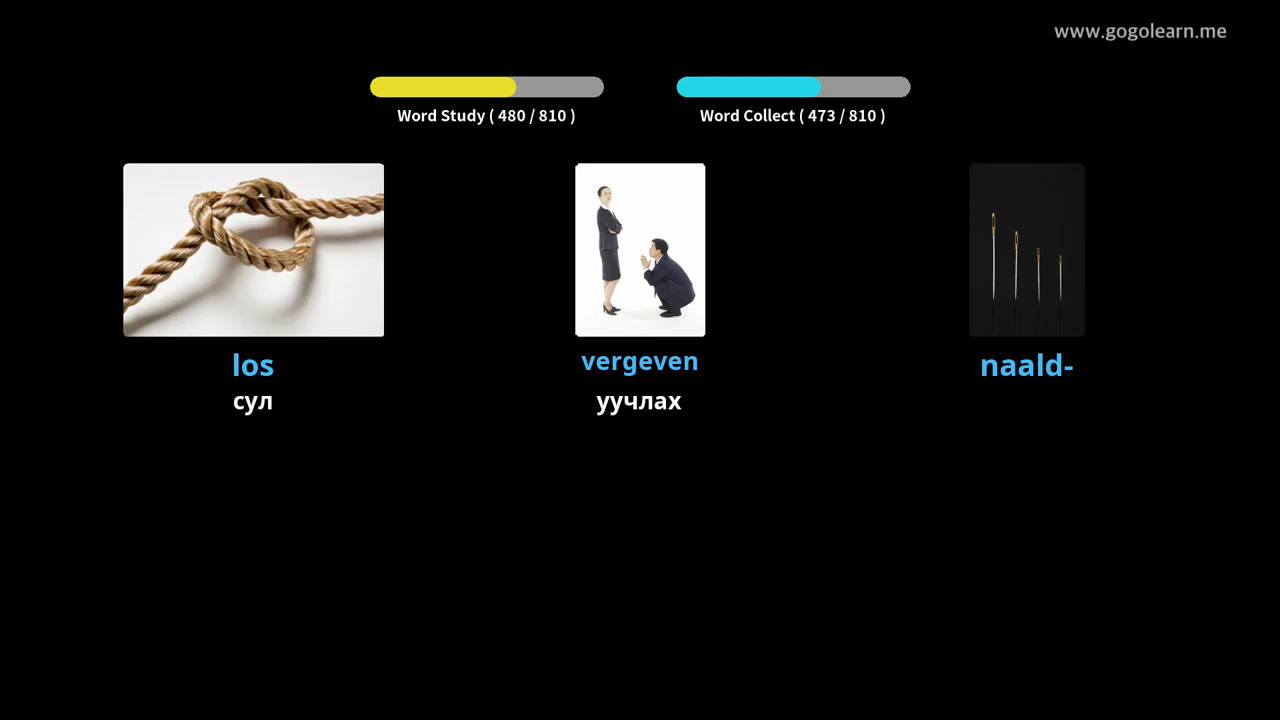 www.gogolearn.me
Word Study ( 480 / 810 )
Word Collect ( 473 / 810 )
los
сул
vergeven
уучлах
naald-